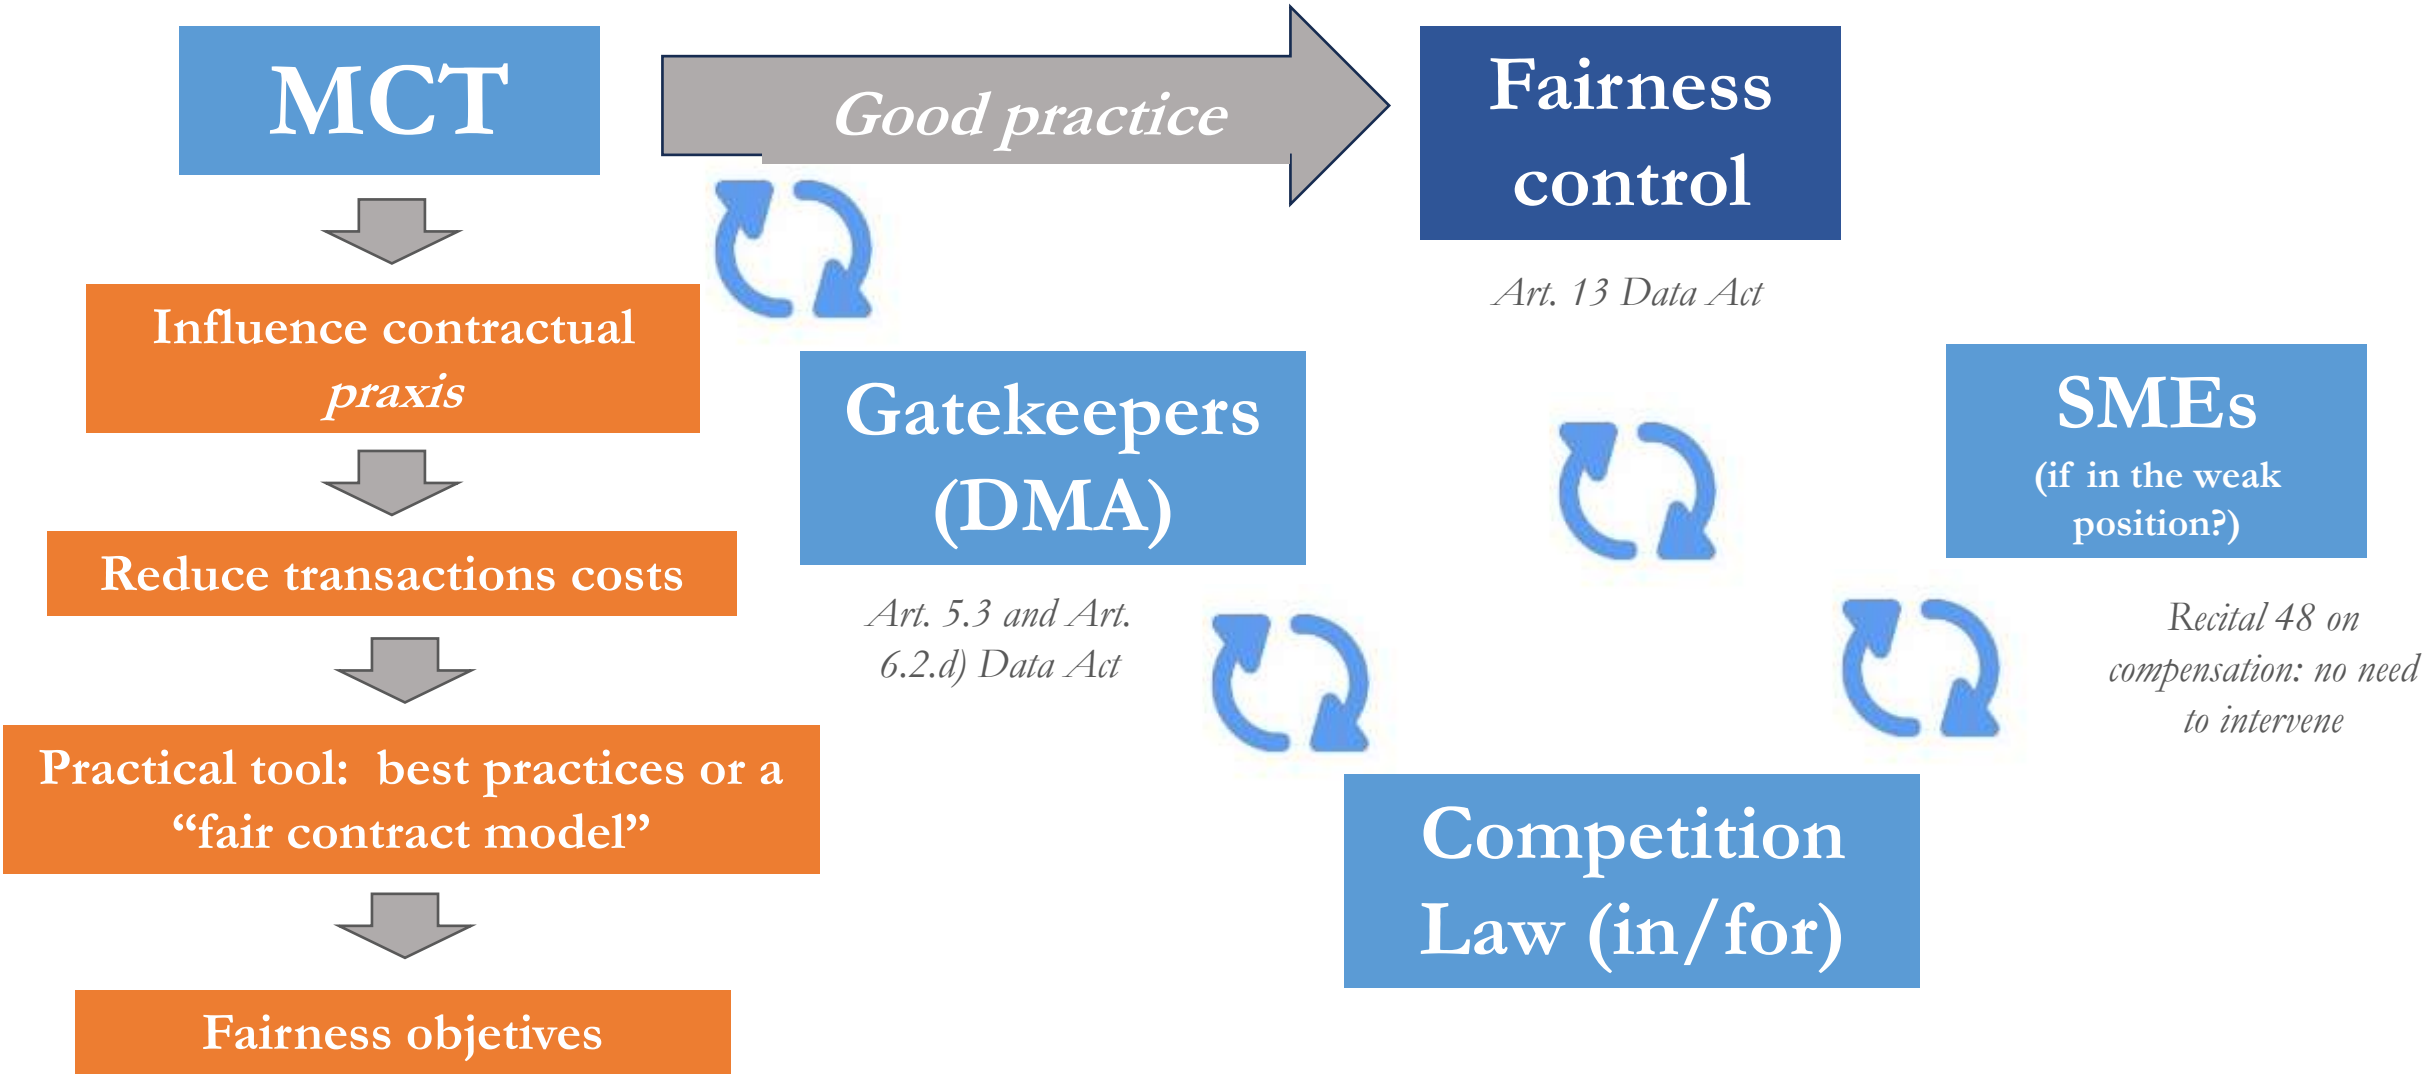 MCT
Good practice
Fairness
control
Art. 13 Data Act
Influence contractual
praxis
Reduce transactions costs
Practical tool:  best practices or a
“fair contract model”
Fairness objetives
Gatekeepers
(DMA)
Art. 5.3 and Art.
6.2.d) Data Act
SMEs
(if in the weak
position?)
Recital 48 on
compensation: no need
to intervene
Competition
Law (in/for)